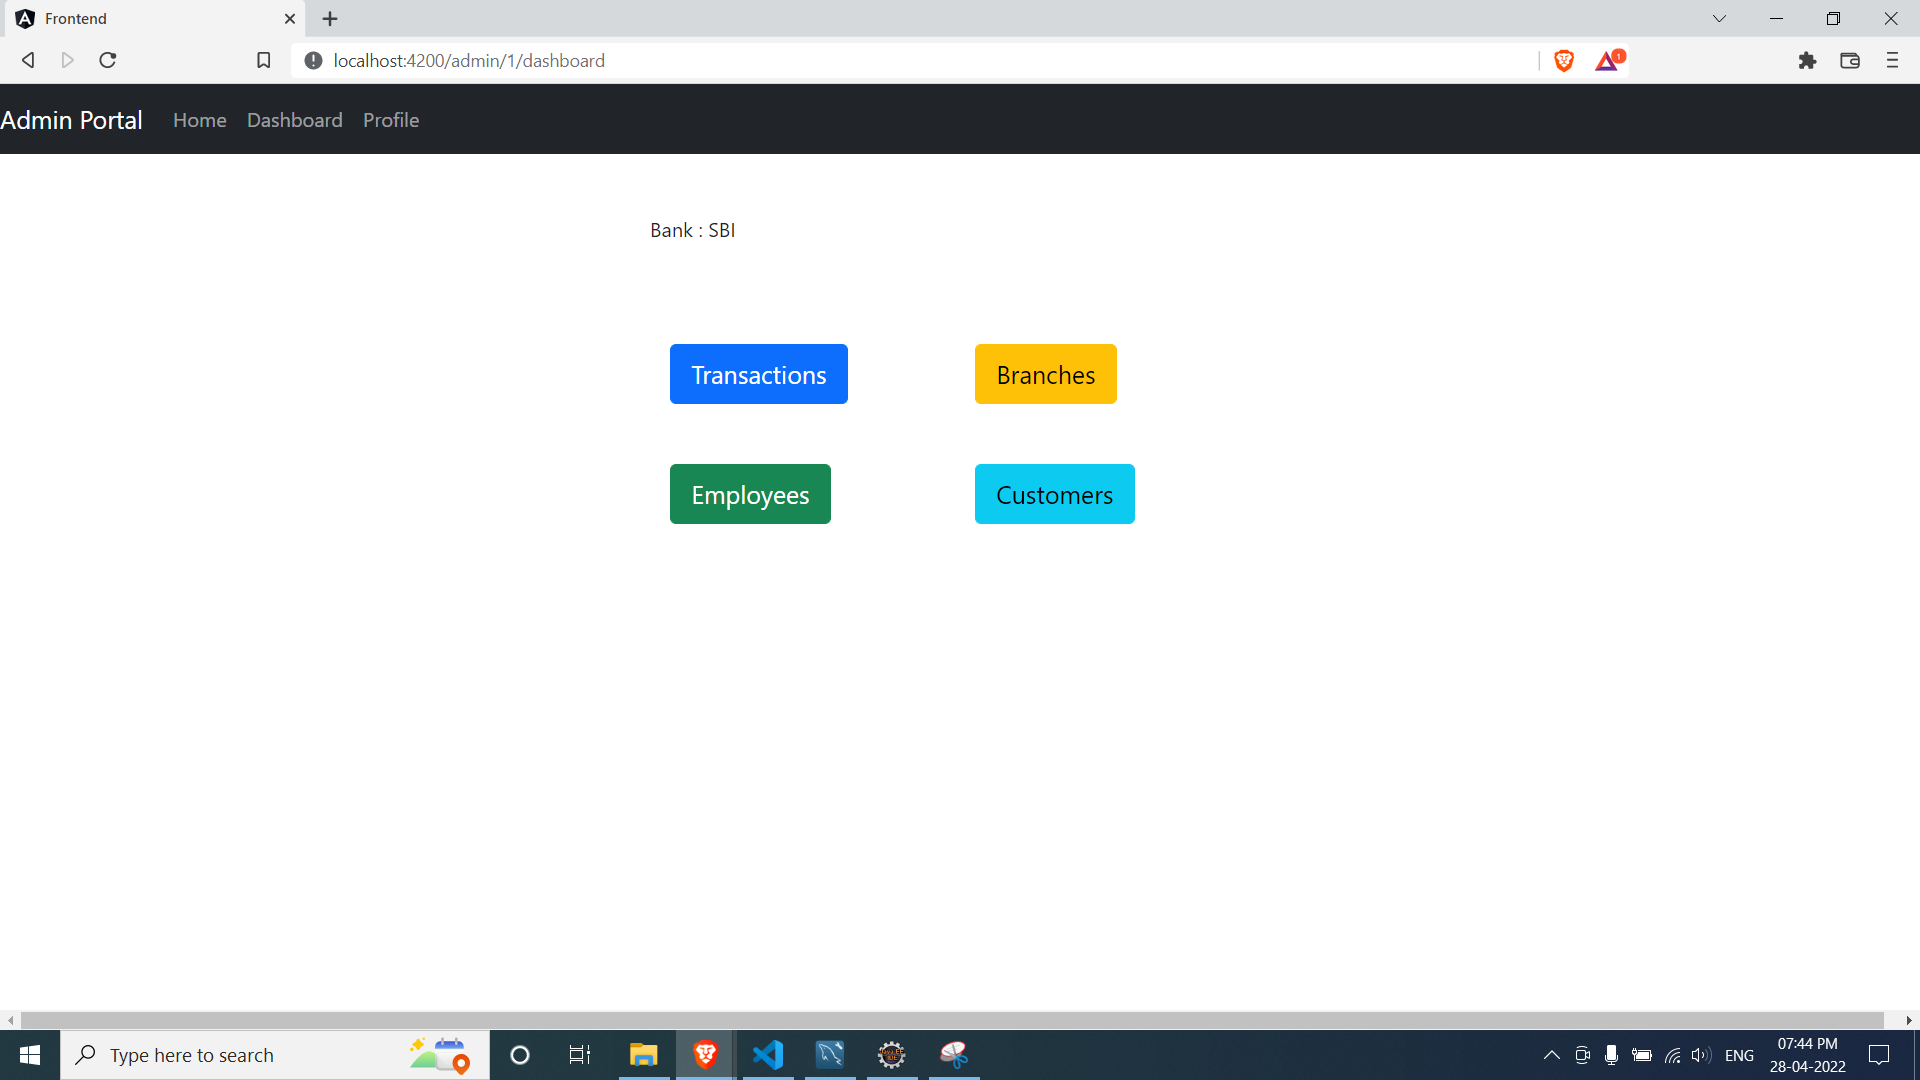 Frontend
localhost:4200/admin/1/dashboard
1
Admin Portal Home Dashboard Profile
Bank : SBI
Transactions Branches
Employees Customers
Type here to search
ENG
07:44 PM
28-04-2022